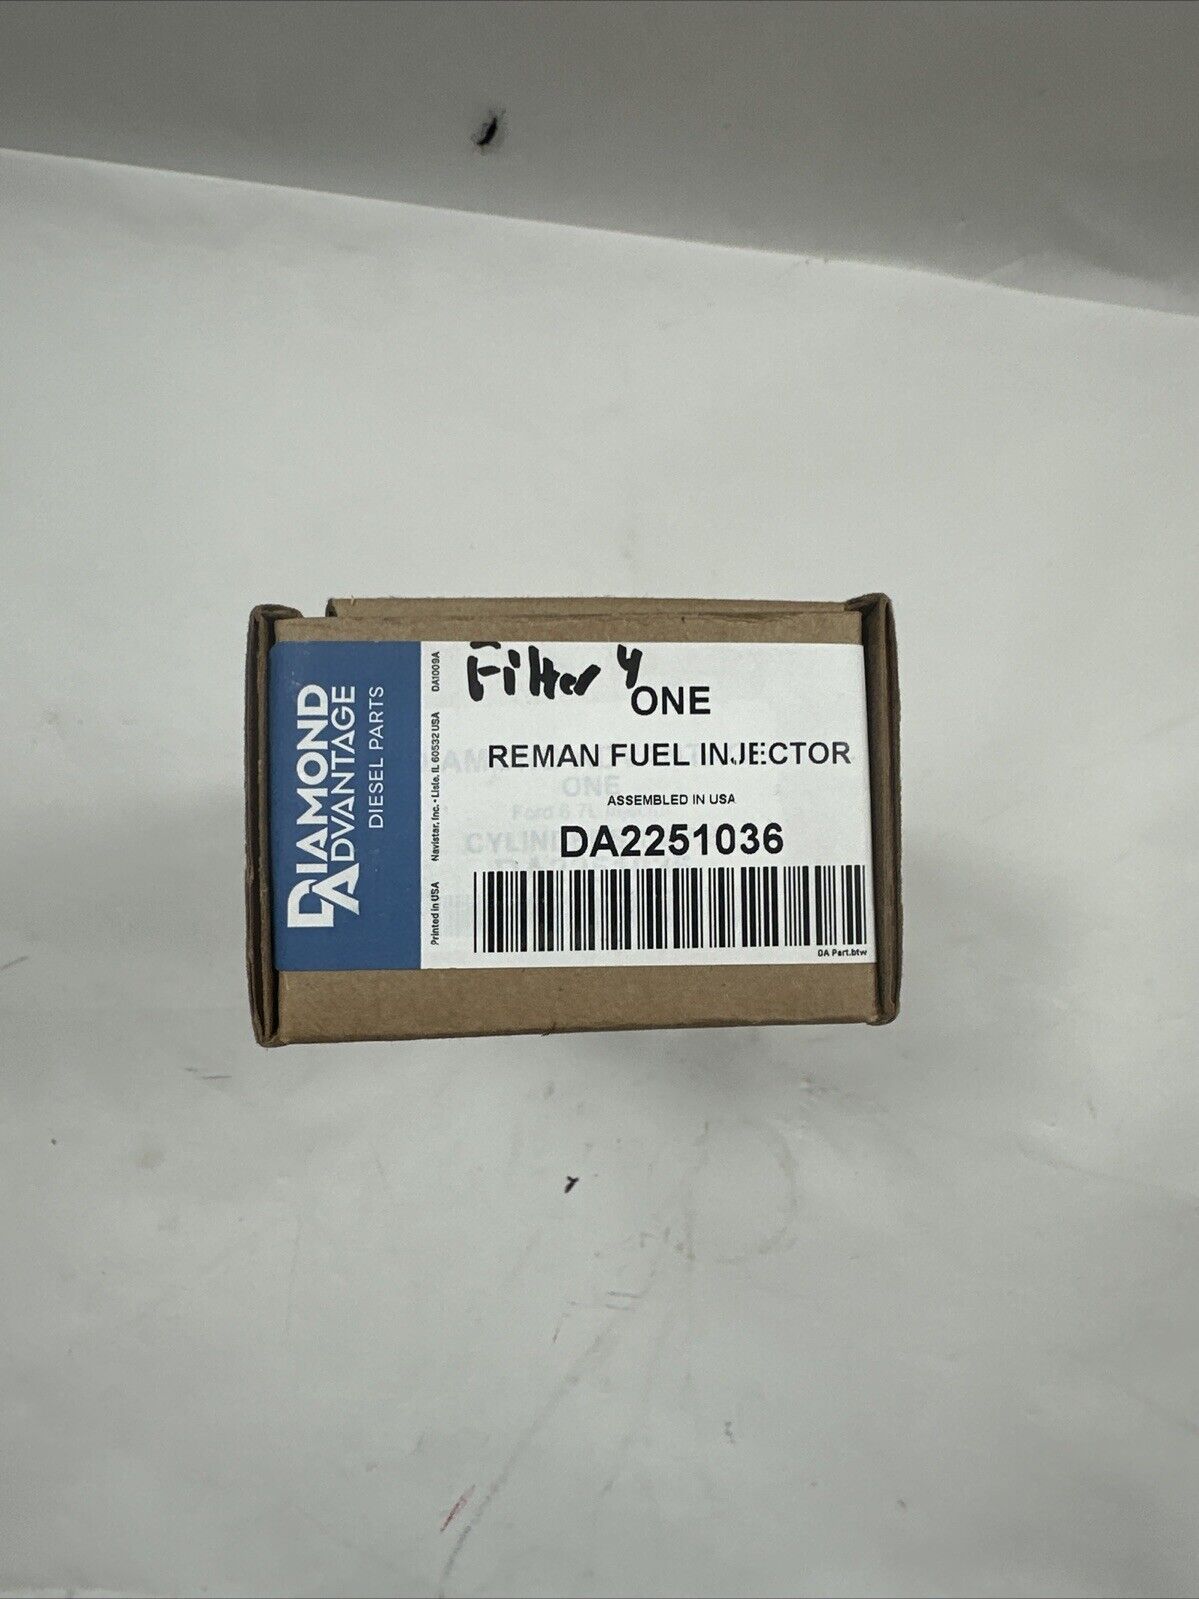 DIAMOND
ADVANTAGE
DIESEL PARTS
Printed in USA Navistar, Inc. • Lisle, IL 60532 USA DA1009A
Filter 4
ONE
REMAN FUEL INJECTOR
ONE
ASSEMBLED IN USA
DA2251036
DA Part.btw